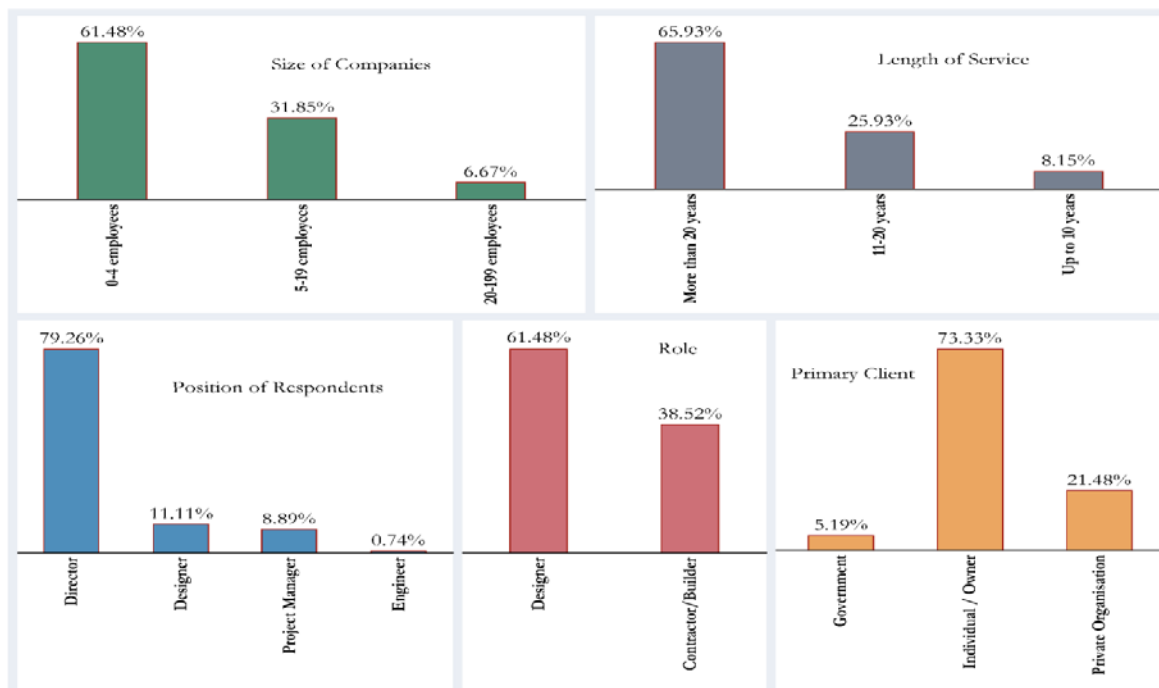 61.48%
Size of Companies
31.85%
6.67%
0-4 employees
5-19 employees
20-199 employees
65.93%
Length of Service
25.93%
8.15%
More than 20 years
11-20 years
Up to 10 years
79.26%
Position of Respondents
11.11%
8.89%
0.74%
Director
Designer
Project Manager
Engineer
61.48%
Role
38.52%
Designer
Contractor/Builder
73.33%
Primary Client
21.48%
5.19%
Government
Individual / Owner
Private Organisation